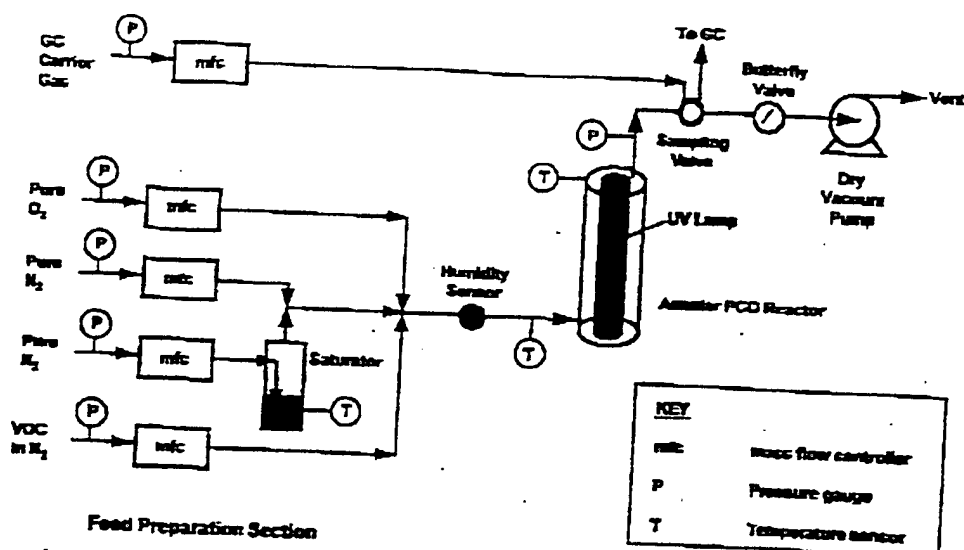 GC
Carrier
Gas
P
mfc
To GC
Butterfly
Valve
Vent
P
Sampling
Valve
T
Dry
Vacuum
Pump
Pure
O2
P
mfc
UV Lamp
Pure
N2
P
mfc
Humidity
Sensor
Annular PCO Reactor
Pure
N2
P
mfc
Saturator
T
T
VOC
in N2
P
mfc
KEY
mfc mass flow controller
P Pressure gauge
T Temperature sensor
Feed Preparation Section